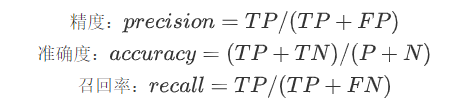 精度：precision = TP/(TP + FP)
准确度：accuracy = (TP + TN)/(P + N)
召回率：recall = TP/(TP + FN)